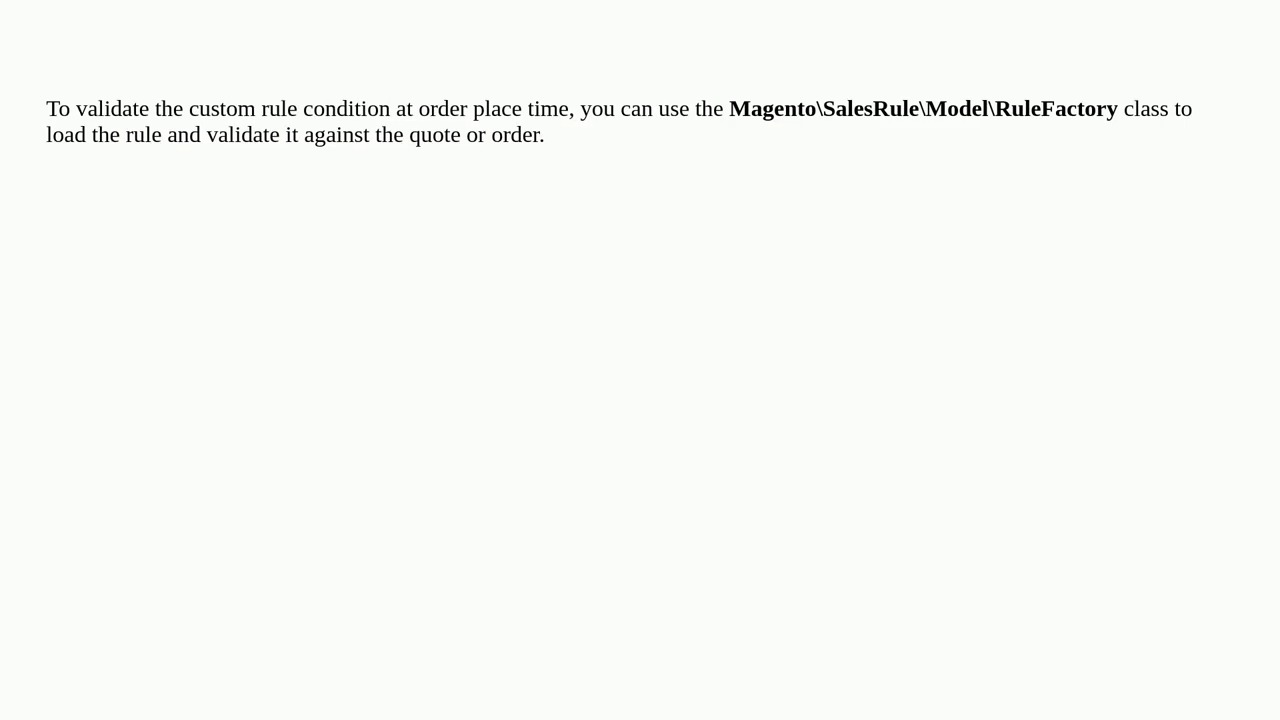 To validate the custom rule condition at order place time, you can use the Magento\SalesRule\Model\RuleFactory class to
load the rule and validate it against the quote or order.